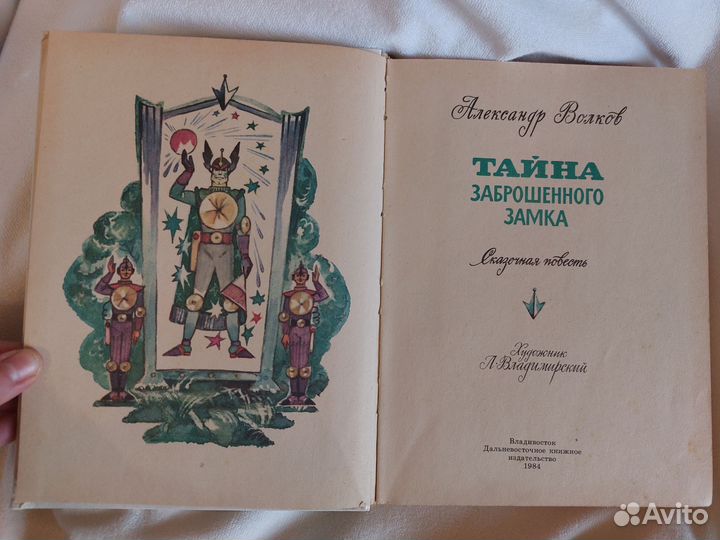 Александр Волков
ТАЙНА
ЗАБРОШЕННОГО
ЗАМКА
Сказочная повесть
Художник
Л. Владимирский
Владивосток
Дальневосточное книжное
издательство
1984
Avito